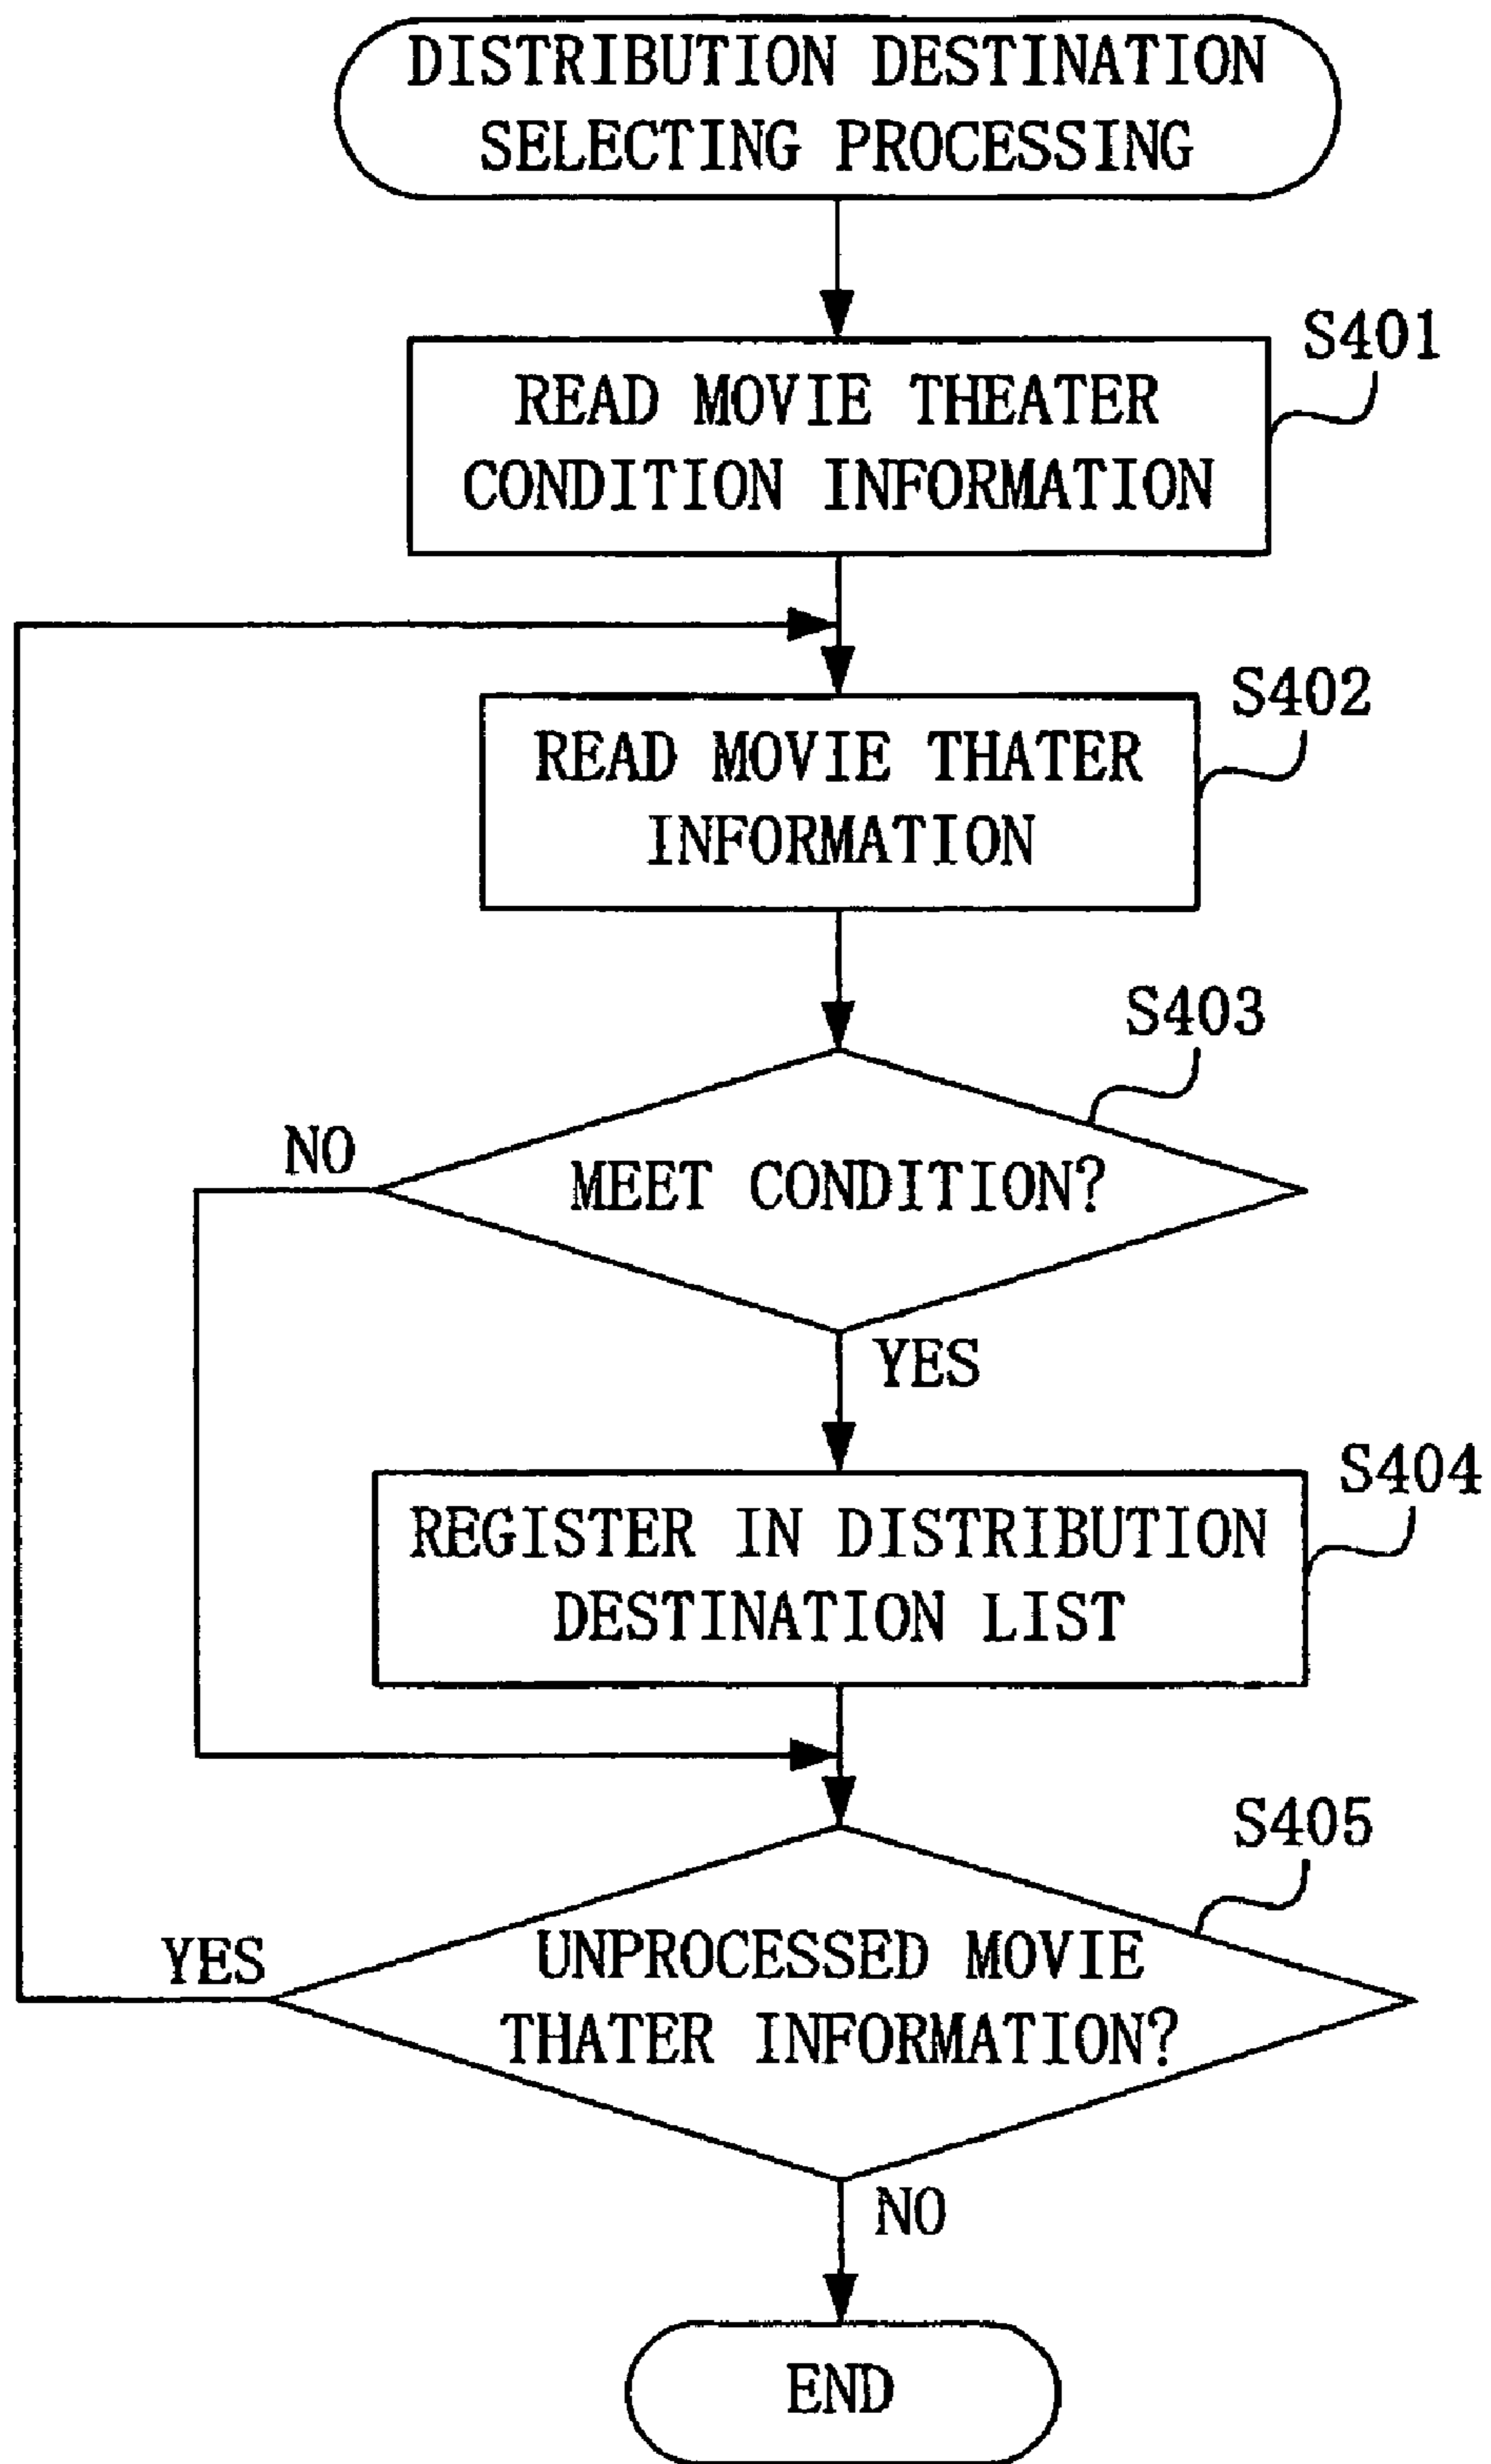 DISTRIBUTION DESTINATION
SELECTING PROCESSING
S401
READ MOVIE THEATER
CONDITION INFORMATION
S402
READ MOVIE THATER
INFORMATION
S403
NO
MEET CONDITION?
YES
S404
REGISTER IN DISTRIBUTION
DESTINATION LIST
S405
YES
UNPROCESSED MOVIE
THATER INFORMATION?
NO
END